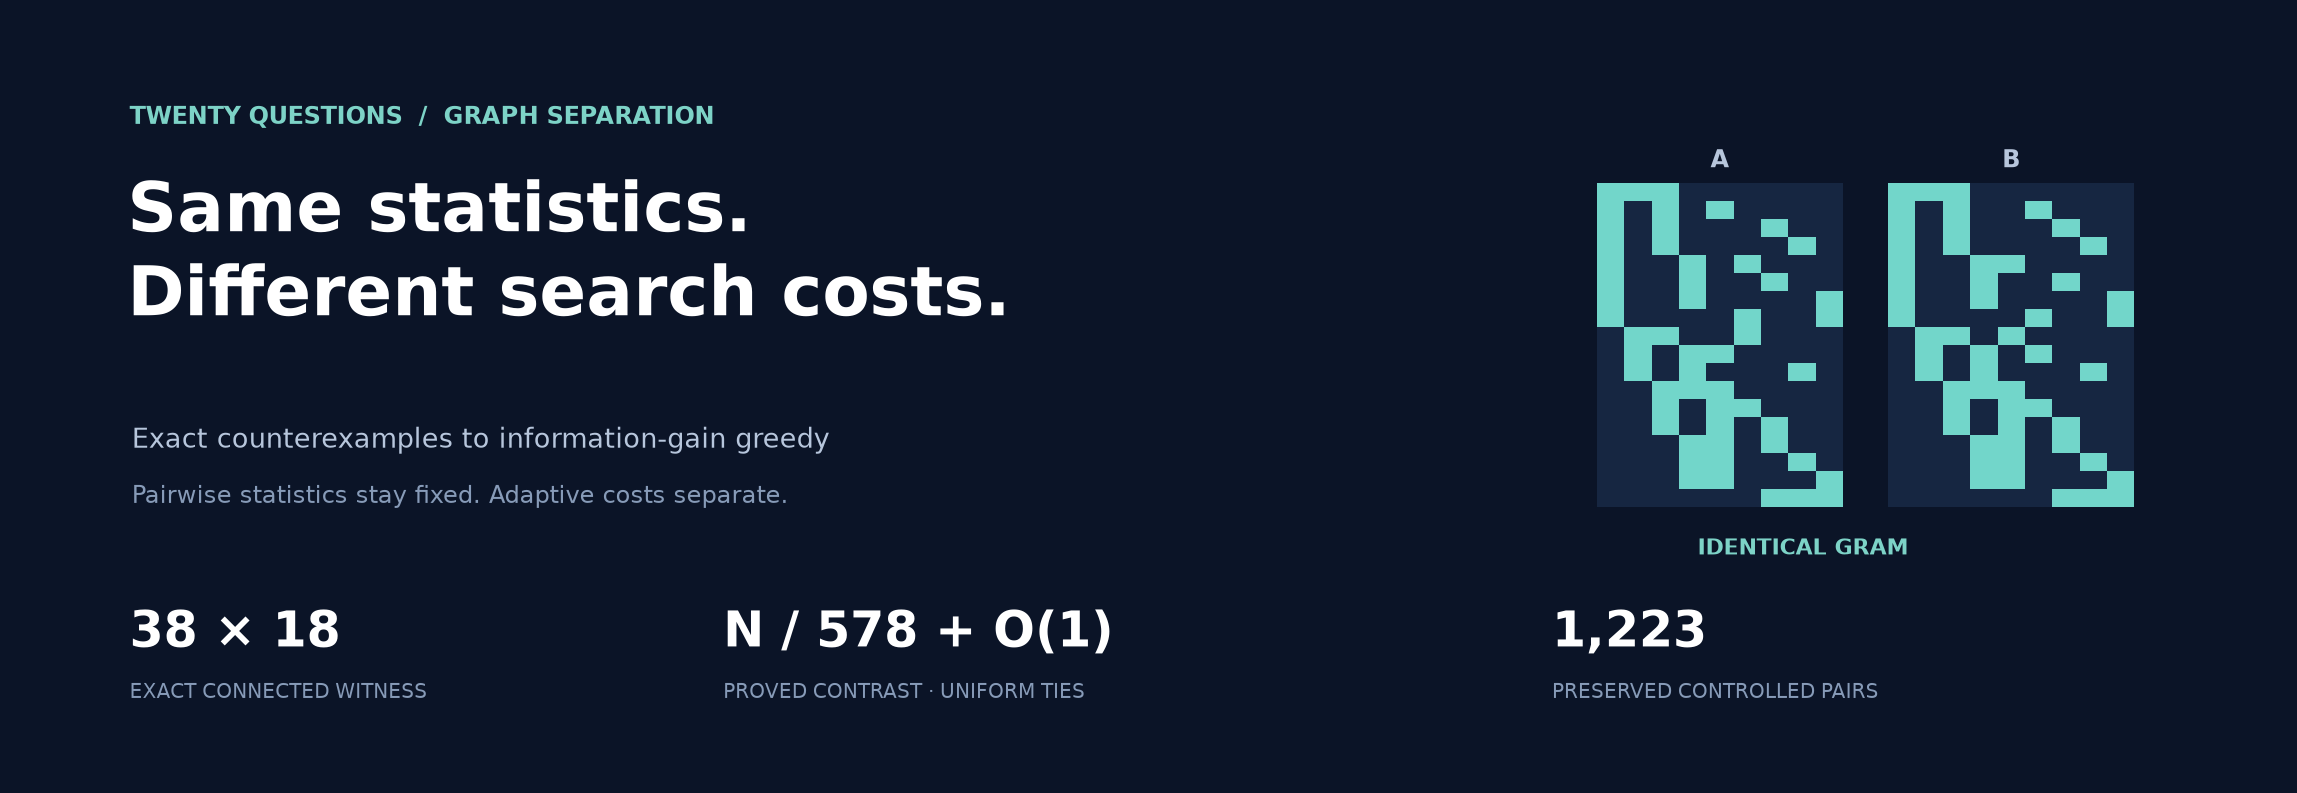 TWENTY QUESTIONS / GRAPH SEPARATION
Same statistics.
Different search costs.
Exact counterexamples to information-gain greedy
Pairwise statistics stay fixed. Adaptive costs separate.
A
B
IDENTICAL GRAM
38 × 18
EXACT CONNECTED WITNESS
N / 578 + O(1)
PROVED CONTRAST · UNIFORM TIES
1,223
PRESERVED CONTROLLED PAIRS